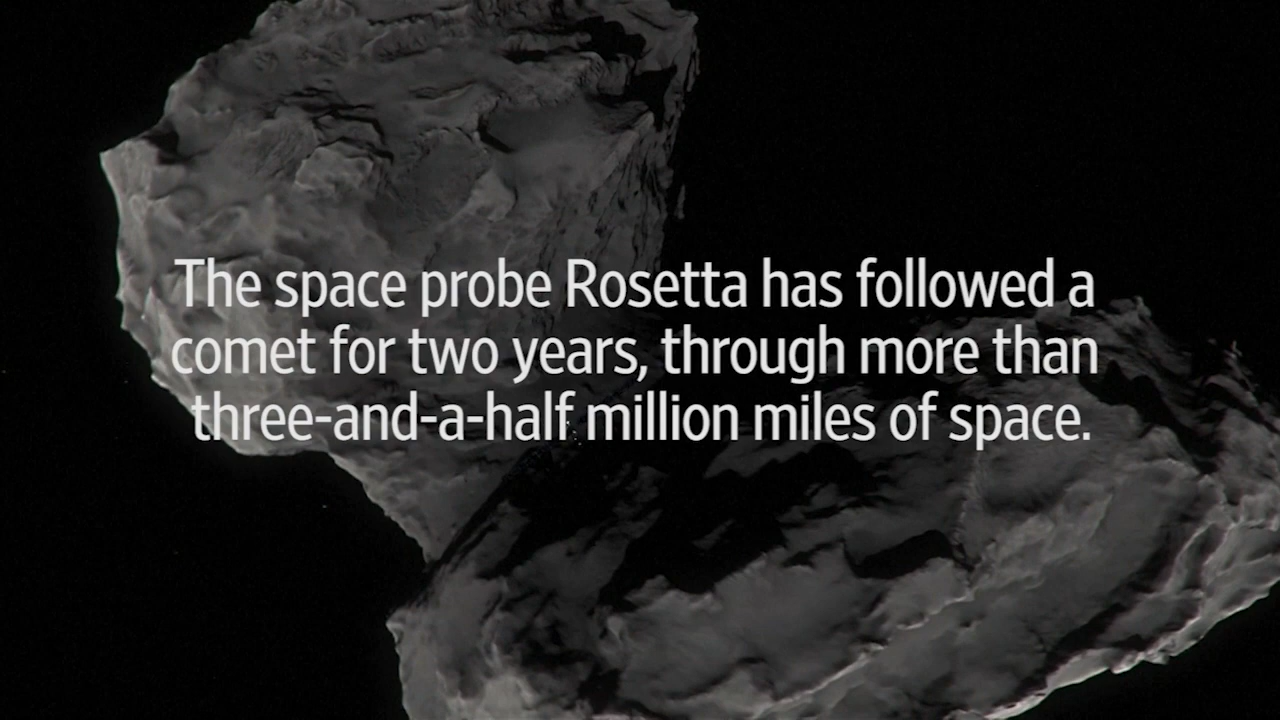 The space probe Rosetta has followed a
comet for two years, through more than
three-and-a-half million miles of space.